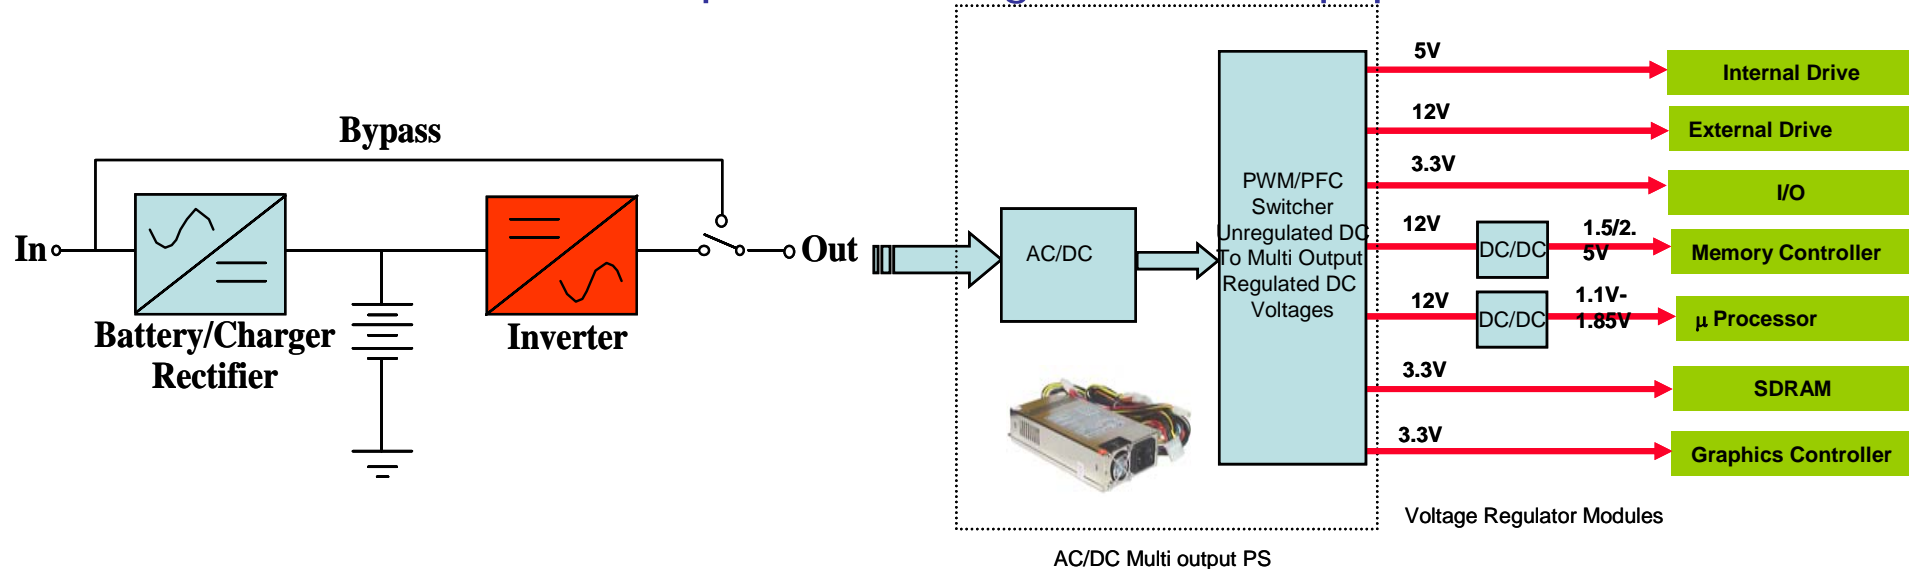 Bypass
In
Out
Battery/Charger
Rectifier
Inverter
AC/DC
PWM/PFC
Switcher
Unregulated DC
To Multi Output
Regulated DC
Voltages
AC/DC Multi output PS
5V
Internal Drive
12V
External Drive
3.3V
I/O
12V
DC/DC
1.5/2.
5V
Memory Controller
12V
DC/DC
1.1V-
1.85V
μ Processor
3.3V
SDRAM
3.3V
Graphics Controller
Voltage Regulator Modules